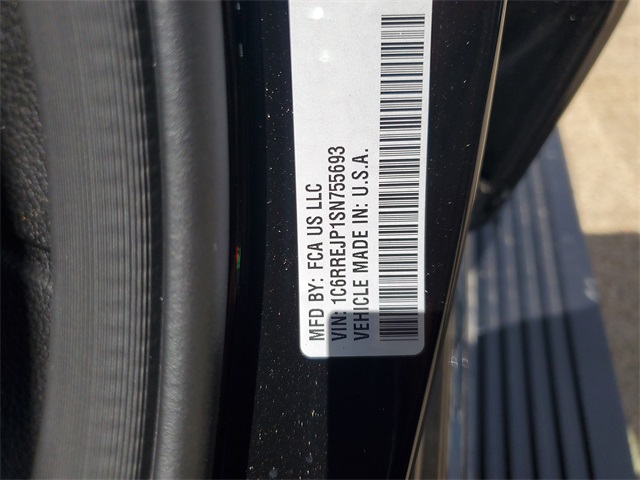 MFD BY: FCA US LLC
VIN: 1C6RREJP1SN755693
VEHICLE MADE IN: U.S.A.